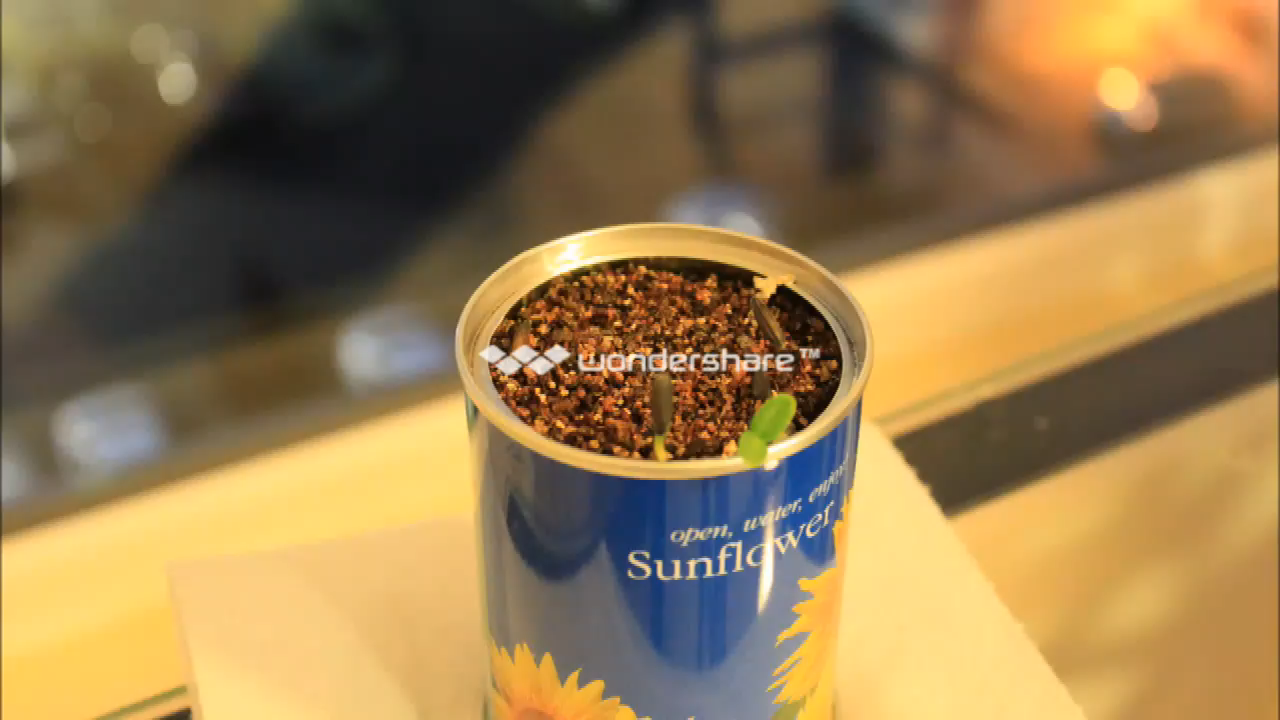 wondershare™
open, water, enjoy!
Sunflower